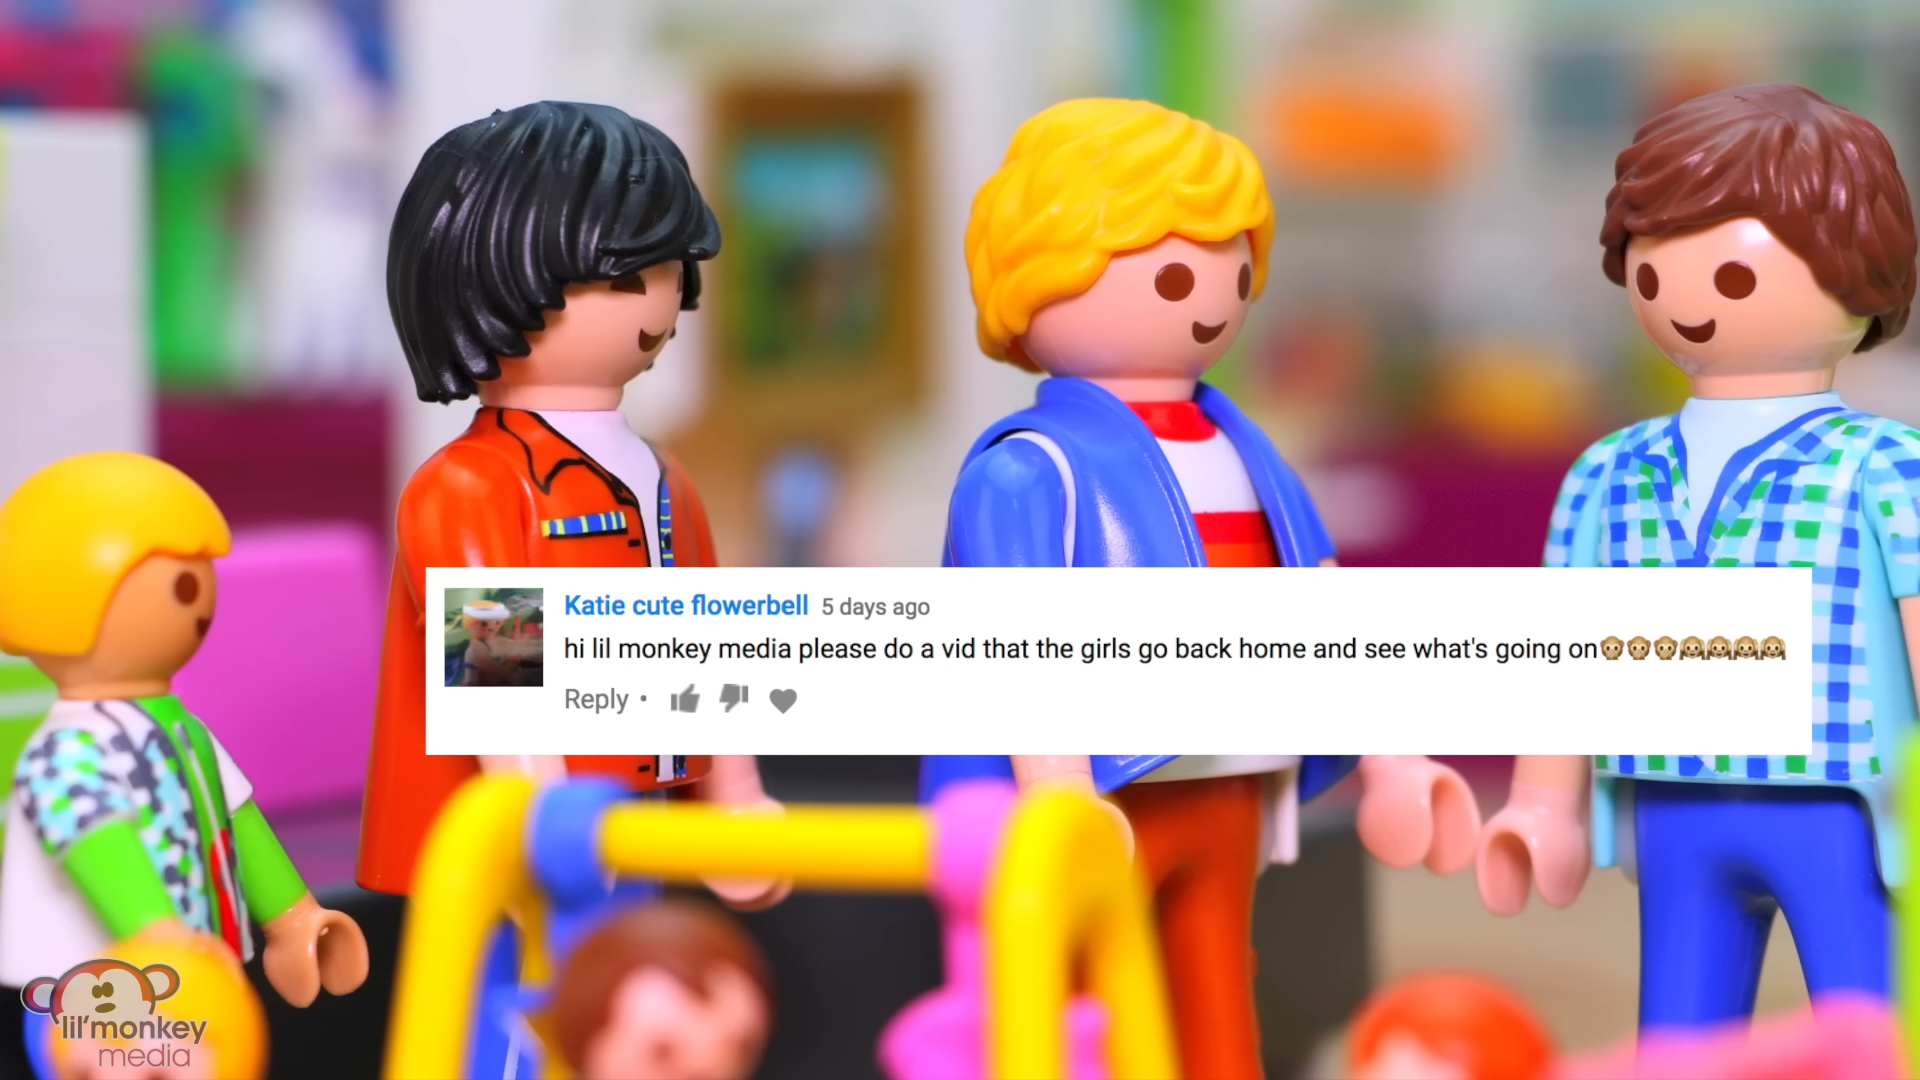 Katie cute flowerbell 5 days ago
hi lil monkey media please do a vid that the girls go back home and see what's going on🐵🐵🐵🙉🙉🙉🙉
Reply •
lil'monkey
media